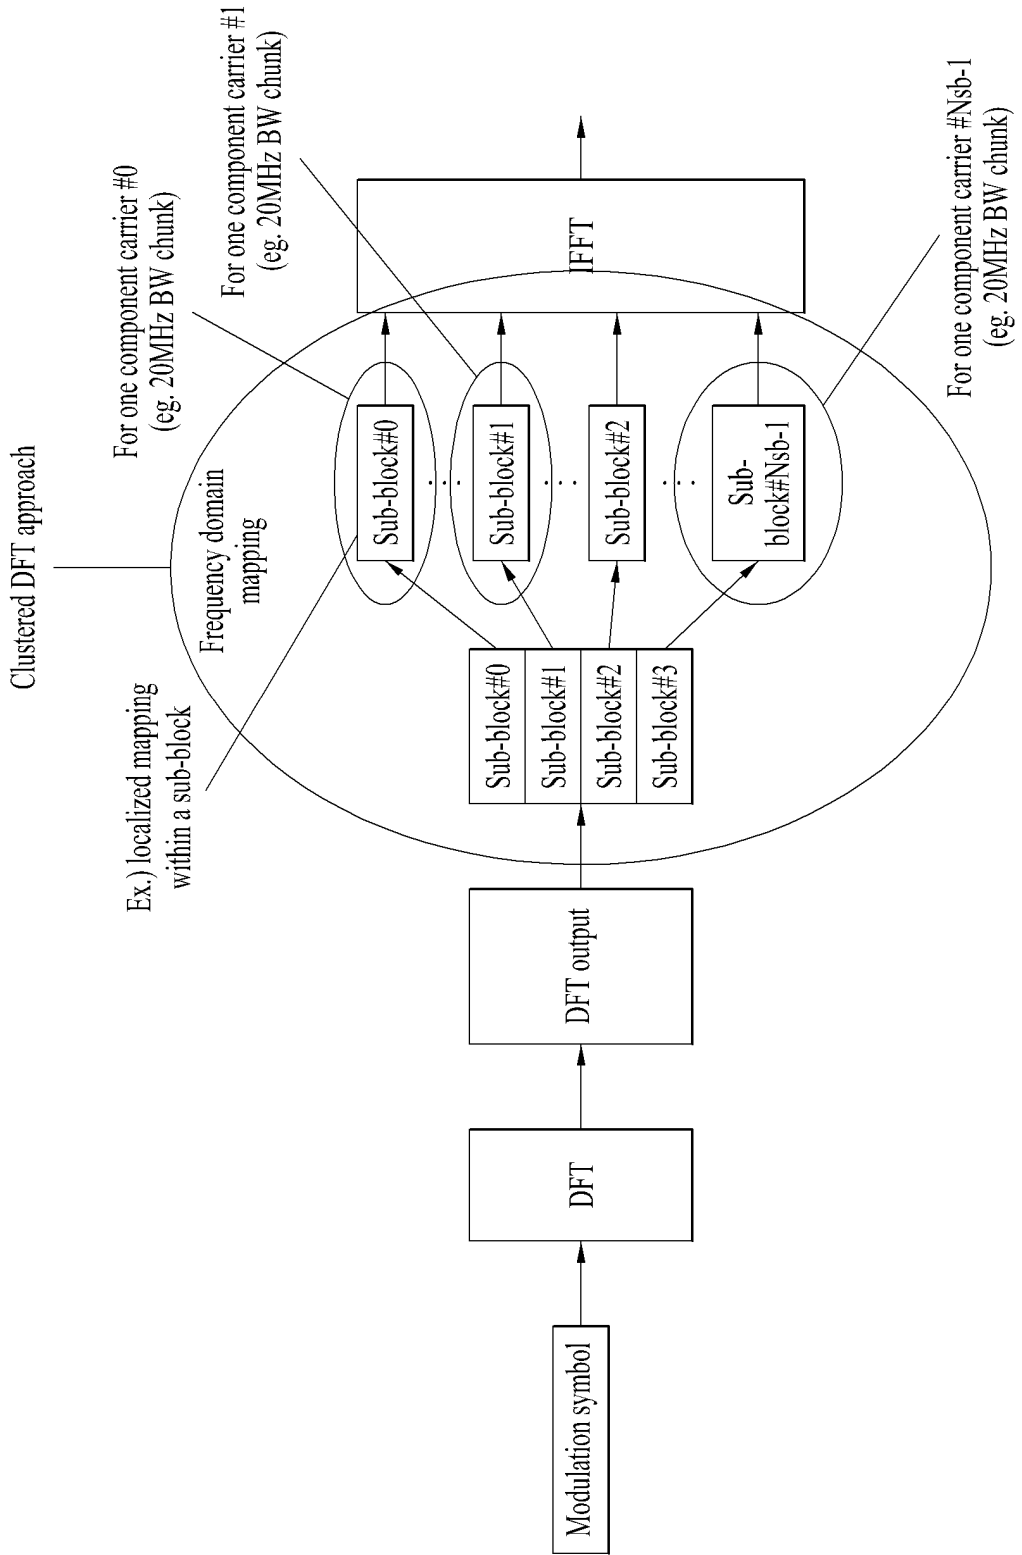 Clustered DFT approach
For one component carrier #0
(eg. 20MHz BW chunk)
For one component carrier #1
(eg. 20MHz BW chunk)
Ex.) localized mapping
within a sub-block
Frequency domain
mapping
Modulation symbol
DFT
DFT output
Sub-block#0
Sub-block#1
Sub-block#2
Sub-block#3
Sub-block#0
Sub-block#1
Sub-block#2
Sub-
block#Nsb-1
IFFT
For one component carrier #Nsb-1
(eg. 20MHz BW chunk)